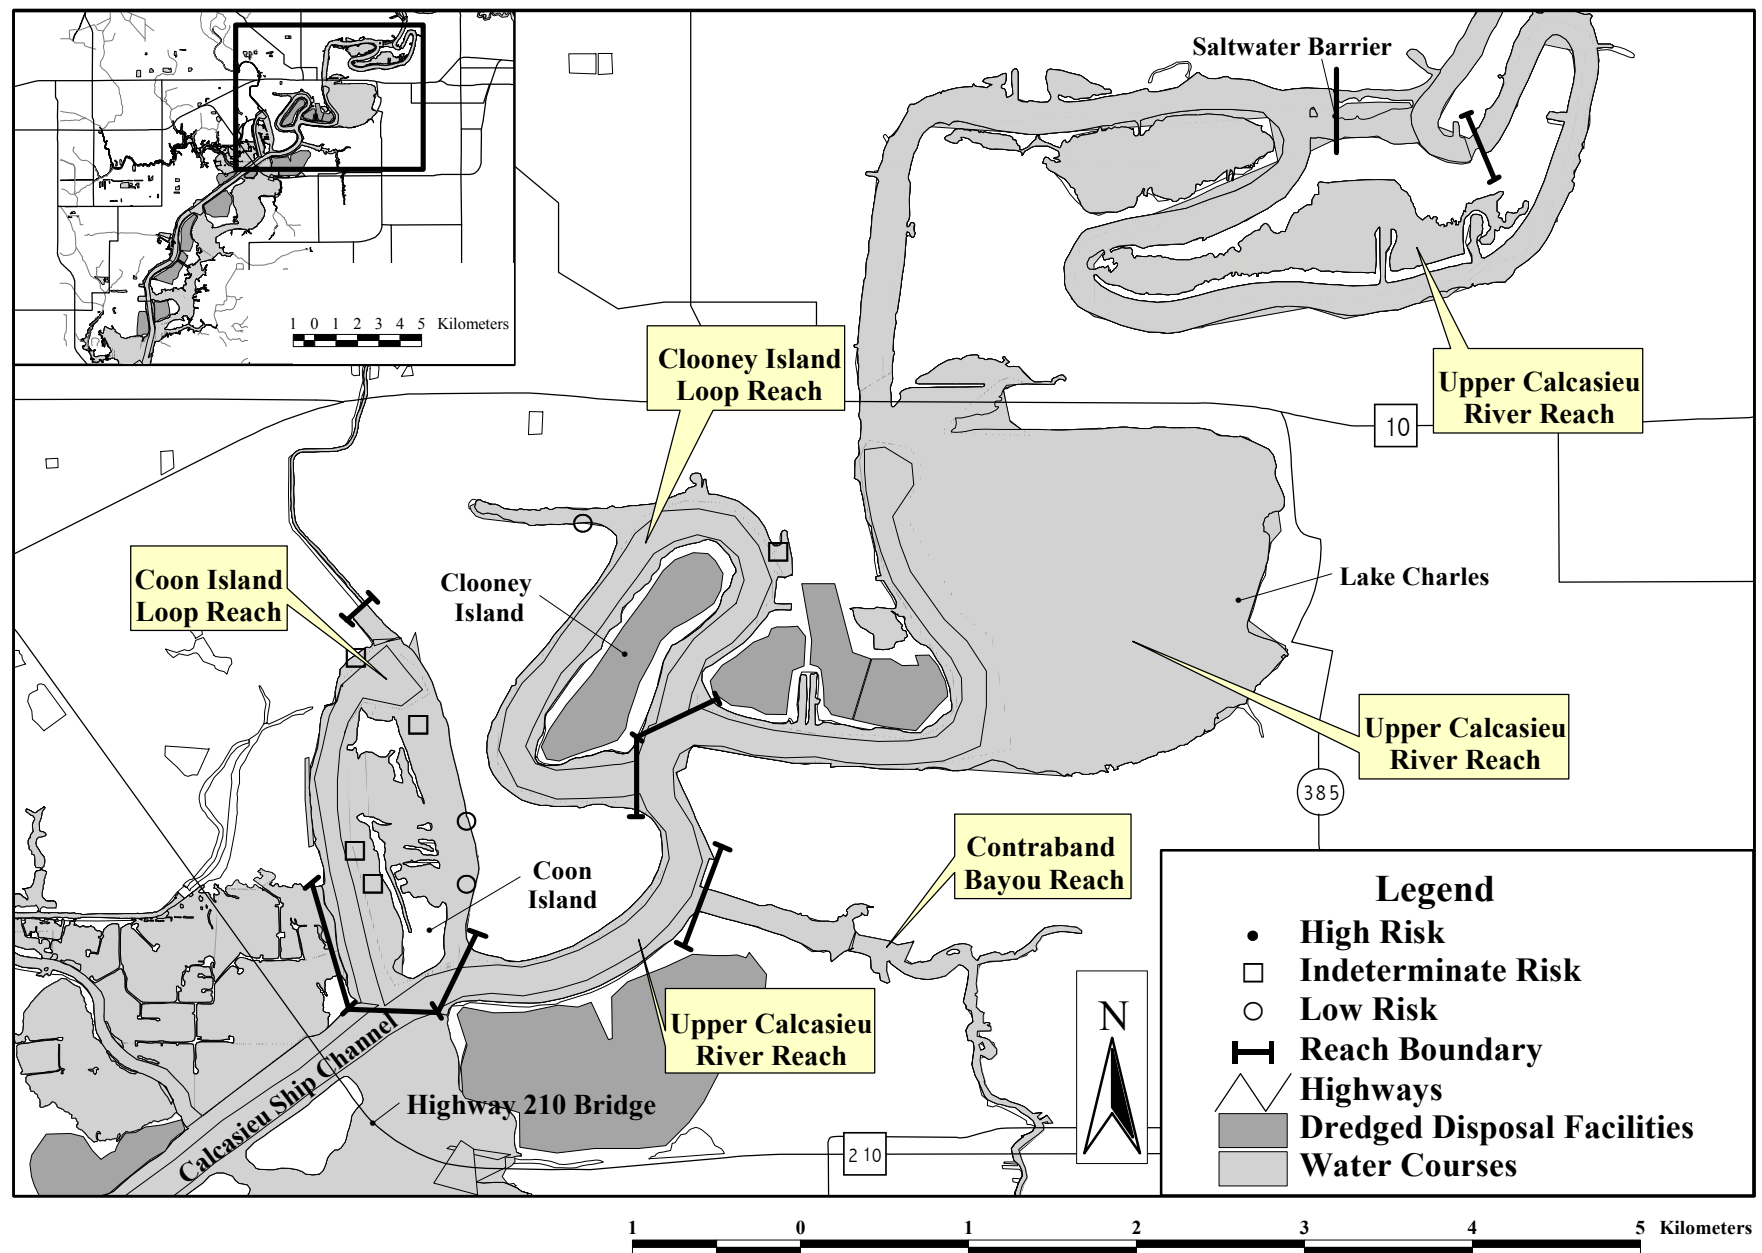 Saltwater Barrier
1 0 1 2 3 4 5 Kilometers
Clooney Island
Loop Reach
Upper Calcasieu
River Reach
10
Coon Island
Loop Reach
Clooney
Island
Lake Charles
Upper Calcasieu
River Reach
385
Contraband
Bayou Reach
Coon
Island
Upper Calcasieu
River Reach
N
Calcasieu Ship Channel
Highway 210 Bridge
2 10
Legend
High Risk
Indeterminate Risk
Low Risk
Reach Boundary
Highways
Dredged Disposal Facilities
Water Courses
1 0 1 2 3 4 5 Kilometers